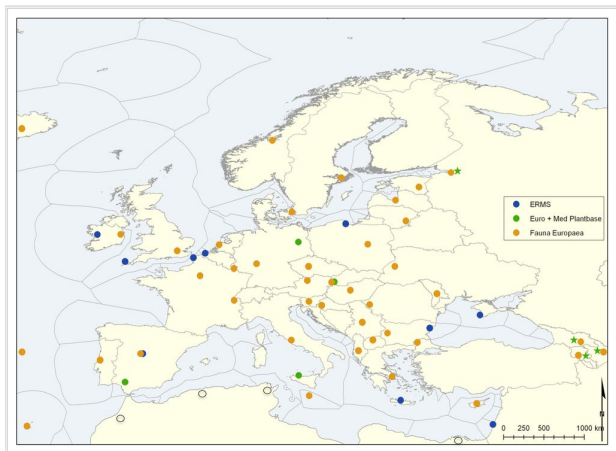 ERMS
Euro + Med Plantbase
Fauna Europaea
N
0 250 500 1000 km